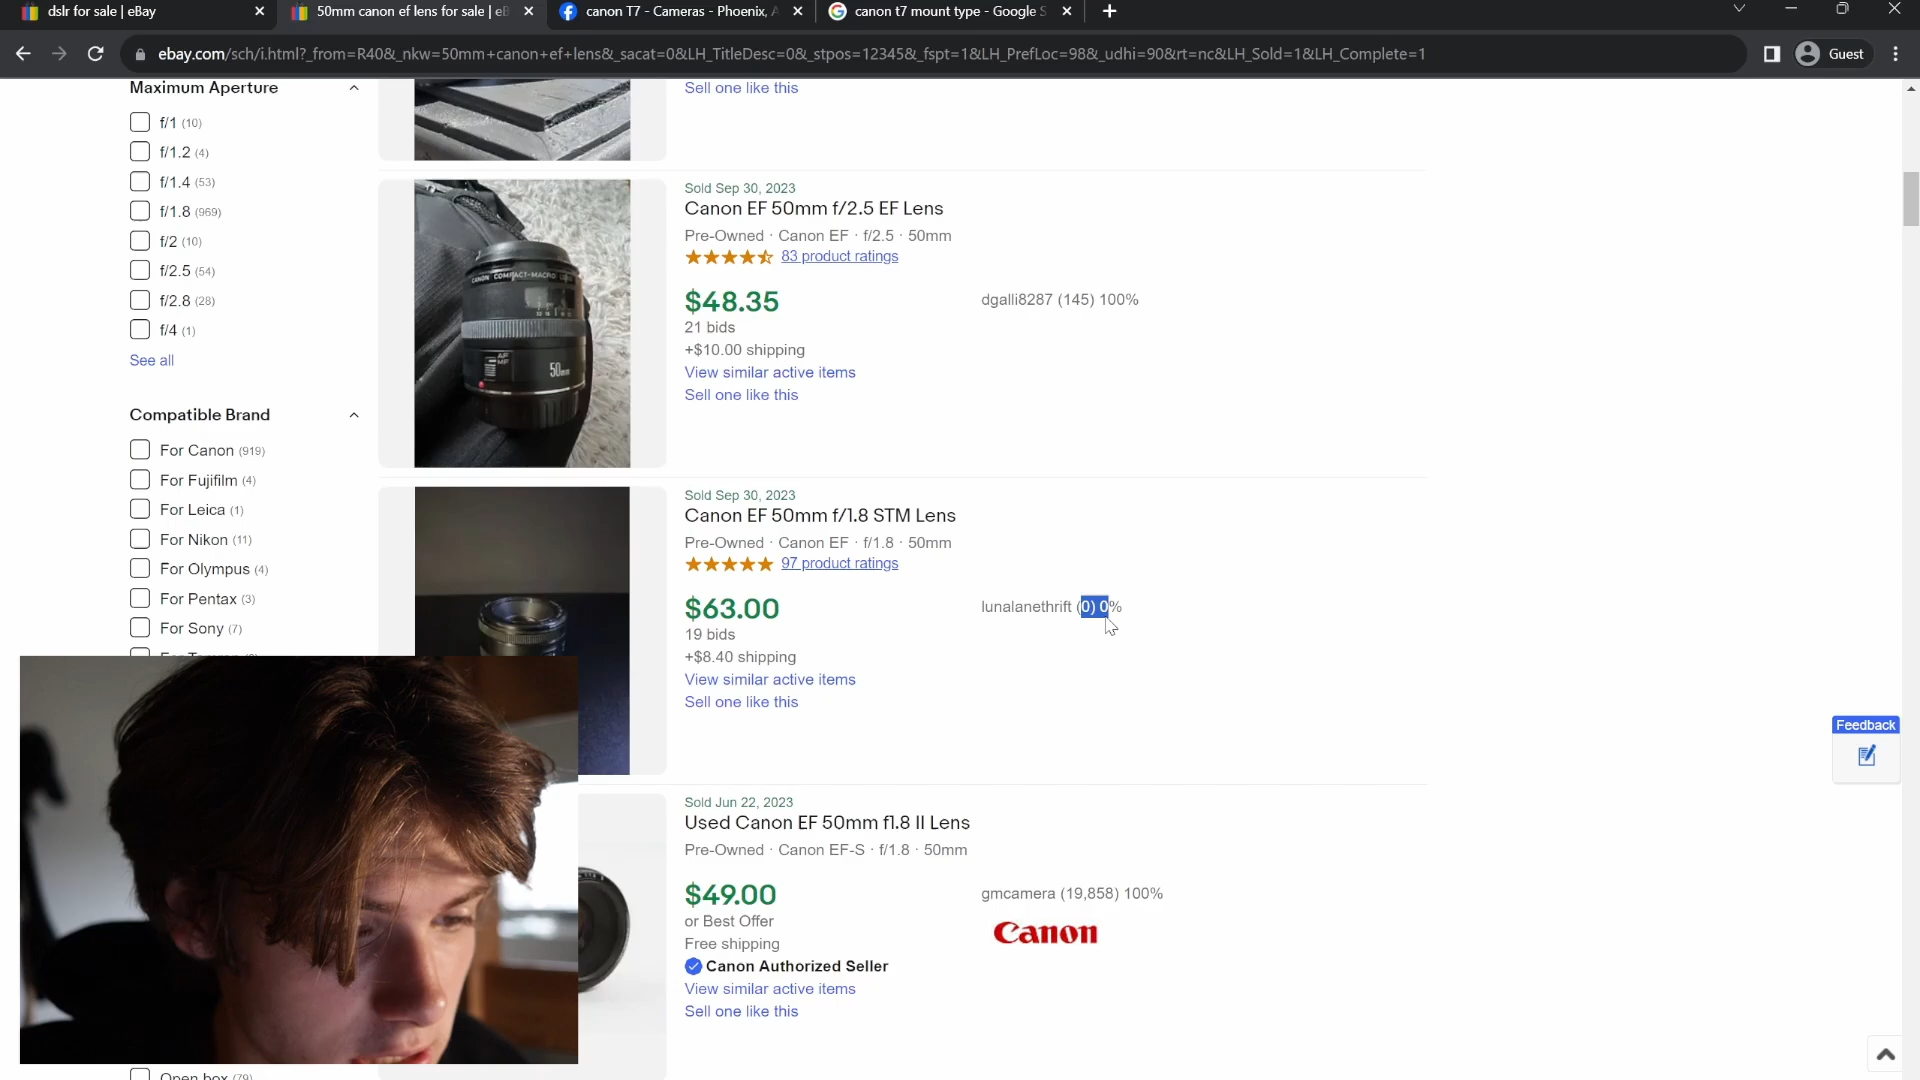 dslr for sale | eBay
50mm canon ef lens for sale | eB
canon T7 - Cameras - Phoenix, A
canon t7 mount type - Google S
ebay.com/sch/i.html?_from=R40&_nkw=50mm+canon+ef+lens&_sacat=0&LH_TitleDesc=0&_stpos=12345&_fspt=1&LH_PrefLoc=98&_udhi=90&rt=nc&LH_Sold=1&LH_Complete=1
Guest
Maximum Aperture
f/1 (10)
f/1.2 (4)
f/1.4 (53)
f/1.8 (969)
f/2 (10)
f/2.5 (54)
f/2.8 (28)
f/4 (1)
See all
Compatible Brand
For Canon (919)
For Fujifilm (4)
For Leica (1)
For Nikon (11)
For Olympus (4)
For Pentax (3)
For Sony (7)
Open box (79)
Sell one like this
Sold Sep 30, 2023
Canon EF 50mm f/2.5 EF Lens
Pre-Owned · Canon EF · f/2.5 · 50mm
83 product ratings
$48.35
dgalli8287 (145) 100%
21 bids
+$10.00 shipping
View similar active items
Sell one like this
CANON COMPACT-MACRO
AF
MF
50mm
Sold Sep 30, 2023
Canon EF 50mm f/1.8 STM Lens
Pre-Owned · Canon EF · f/1.8 · 50mm
97 product ratings
$63.00
lunalanethrift (0) 0%
19 bids
+$8.40 shipping
View similar active items
Sell one like this
Sold Jun 22, 2023
Used Canon EF 50mm f1.8 II Lens
Pre-Owned · Canon EF-S · f/1.8 · 50mm
$49.00
gmcamera (19,858) 100%
or Best Offer
Canon
Free shipping
Canon Authorized Seller
View similar active items
Sell one like this
Feedback